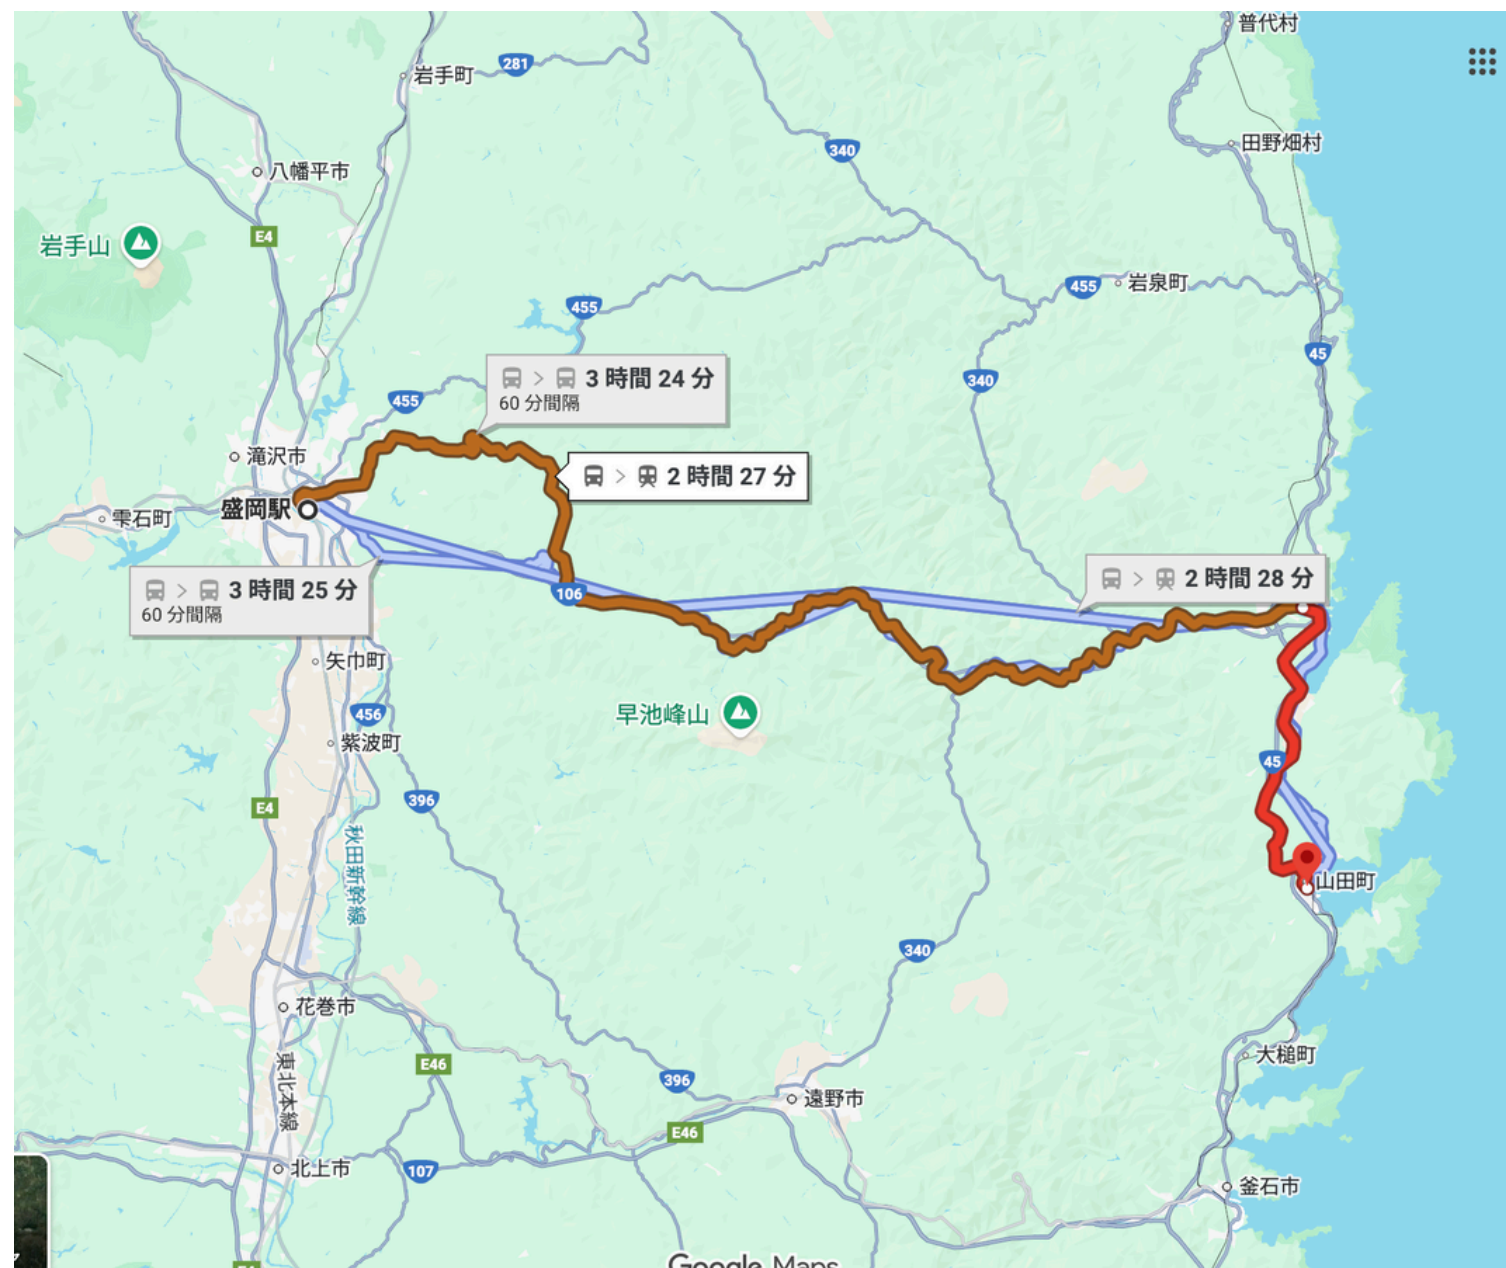 普代村
岩手町
281
340
田野畑村
八幡平市
E4
岩手山
455
岩泉町
455
45
3 時間 24 分
60 分間隔
340
455
滝沢市
2 時間 27 分
盛岡駅
雫石町
3 時間 25 分
60 分間隔
106
2 時間 28 分
矢巾町
早池峰山
456
紫波町
45
396
E4
秋田新幹線
山田町
340
花巻市
大槌町
E46
東北本線
396
遠野市
E46
北上市
107
釜石市
Google Maps